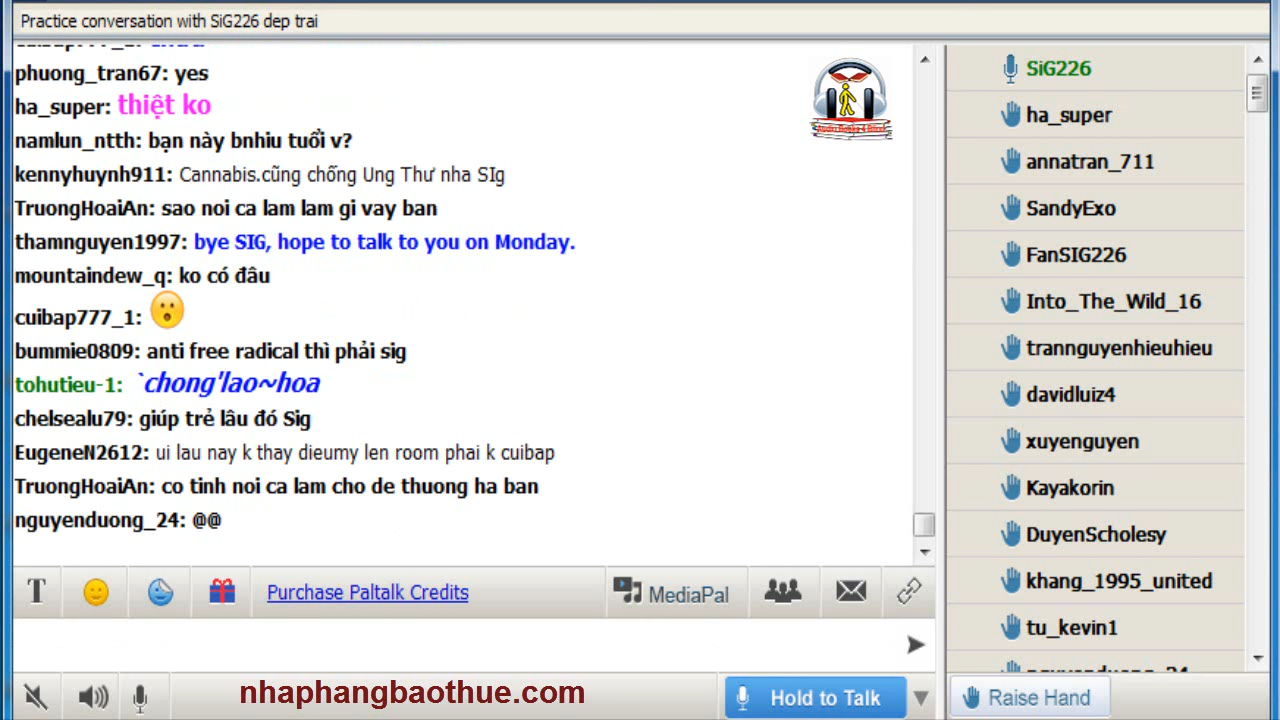 Practice conversation with SiG226 dep trai
phuong_tran67: yes
ha_super: thiệt ko
namlun_ntth: bạn này bnhiu tuổi v?
kennyhuynh911: Cannabis.cũng chống Ung Thư nha SIg
TruongHoaiAn: sao noi ca lam lam gi vay ban
thamnguyen1997: bye SIG, hope to talk to you on Monday.
mountaindew_q: ko có đâu
cuibap777_1:
bummie0809: anti free radical thì phải sig
tohutieu-1: `chong'lao~hoa
chelsealu79: giúp trẻ lâu đó Sig
EugeneN2612: ui lau nay k thay dieumy len room phai k cuibap
TruongHoaiAn: co tinh noi ca lam cho de thuong ha ban
nguyenduong_24: @@
T
Purchase Paltalk Credits
MediaPal
nhaphangbaothue.com
Hold to Talk
SiG226
ha_super
annatran_711
SandyExo
FanSIG226
Into_The_Wild_16
trannguyenhieuhieu
davidluiz4
xuyenguyen
Kayakorin
DuyenScholesy
khang_1995_united
tu_kevin1
nguyenduong_24
Raise Hand